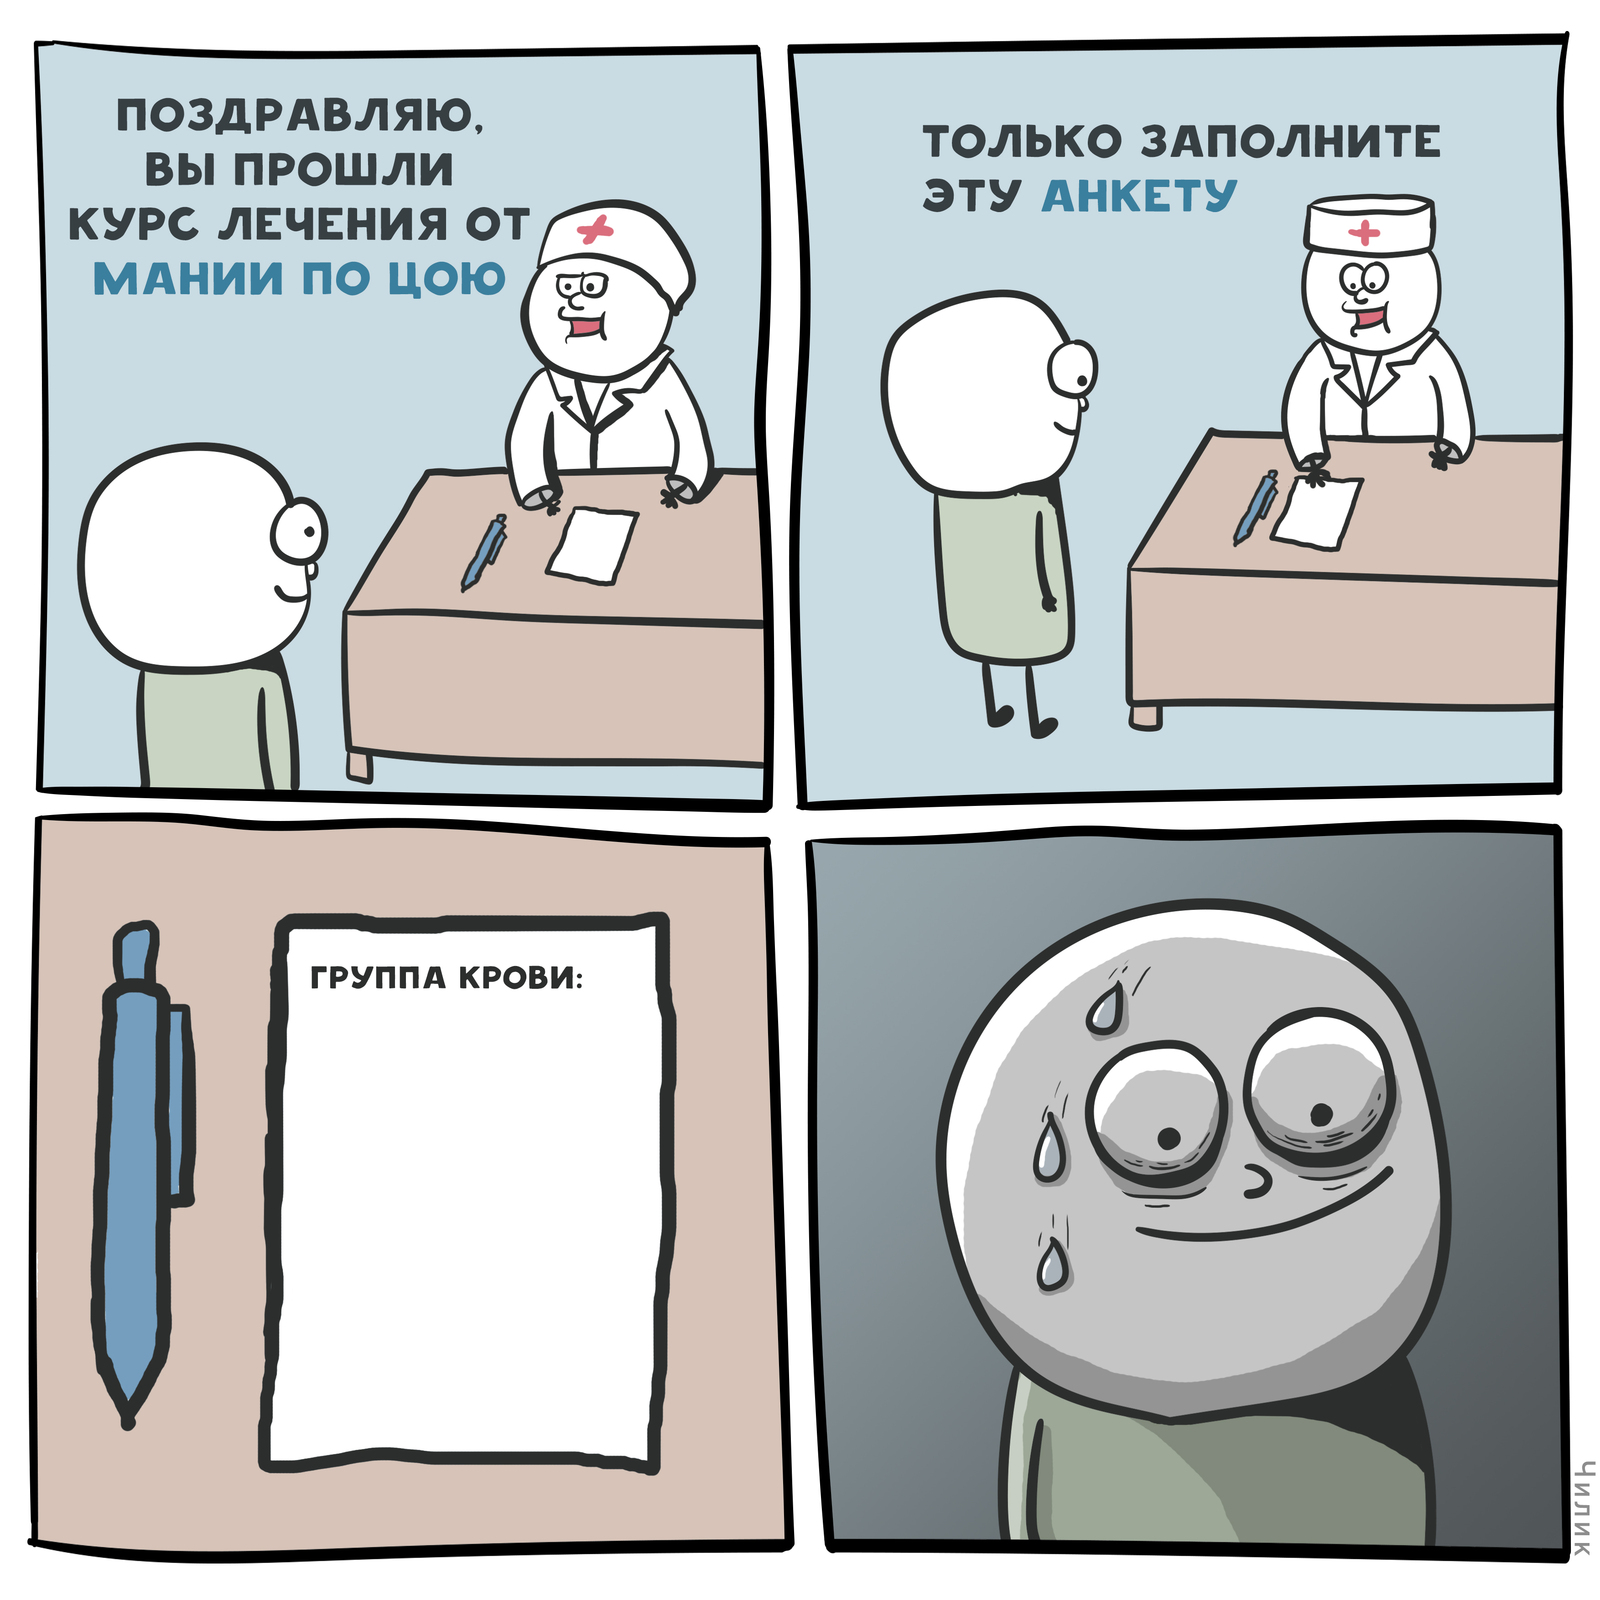 ПОЗДРАВЛЯЮ,
ВЫ ПРОШЛИ
КУРС ЛЕЧЕНИЯ ОТ
МАНИИ ПО ЦОЮ
ТОЛЬКО ЗАПОЛНИТЕ
ЭТУ АНКЕТУ
ГРУППА КРОВИ:
Чилик